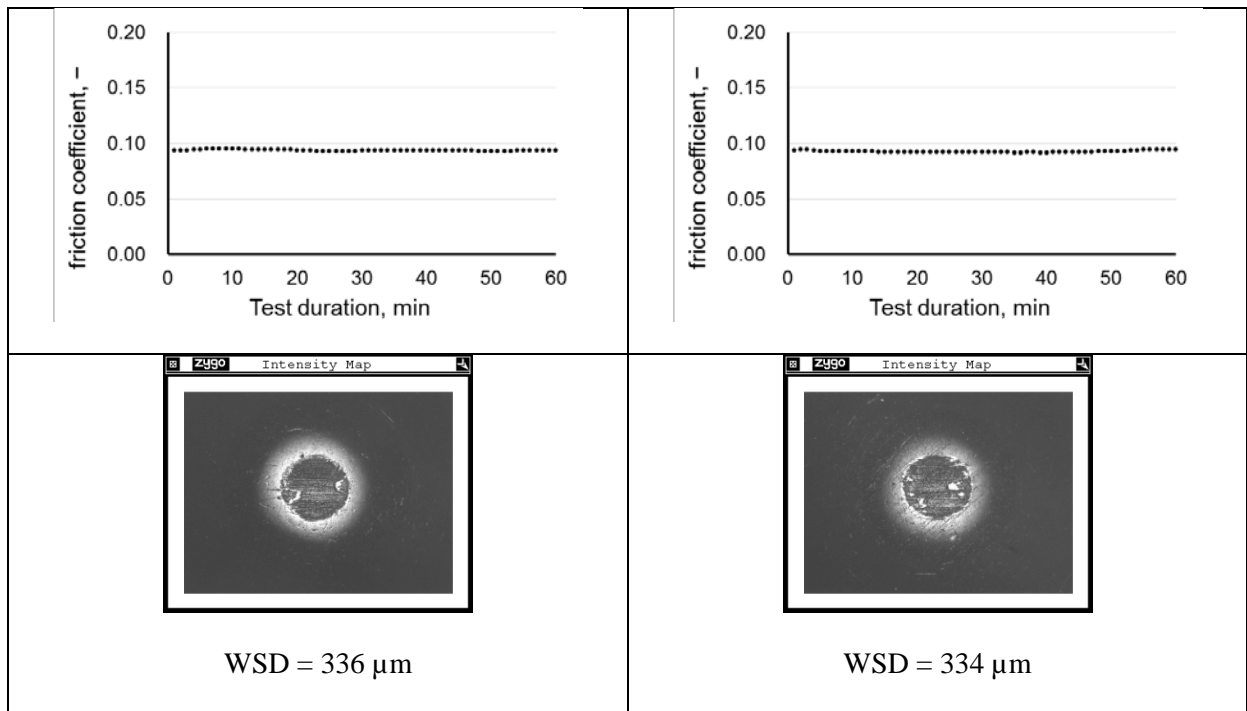 0.20
0.15
0.10
0.05
0.00
friction coefficient, –
0 10 20 30 40 50 60
Test duration, min
0.20
0.15
0.10
0.05
0.00
friction coefficient, –
0 10 20 30 40 50 60
Test duration, min
zygo Intensity Map
zygo Intensity Map
WSD = 336 µm
WSD = 334 µm